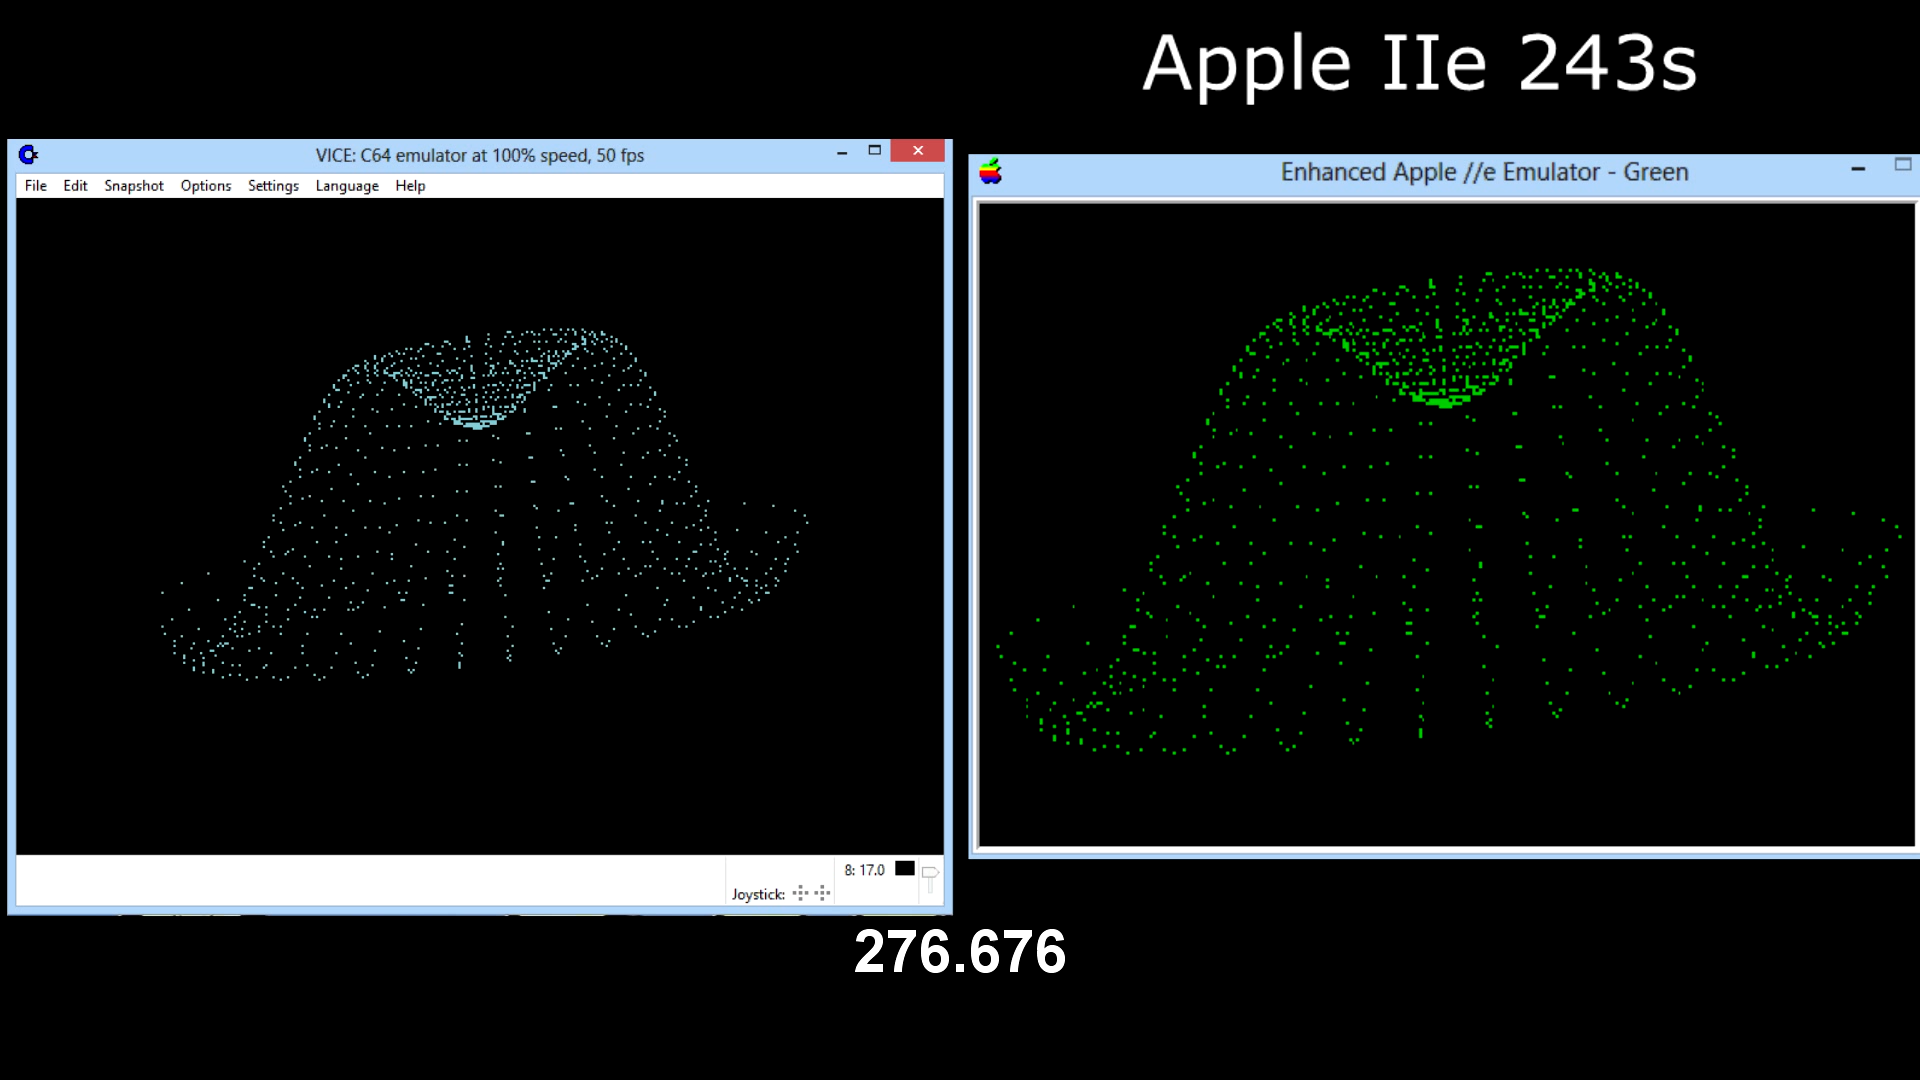 Apple IIe 243s
VICE: C64 emulator at 100% speed, 50 fps
Enhanced Apple //e Emulator - Green
File Edit Snapshot Options Settings Language Help
8: 17.0
Joystick:
276.676